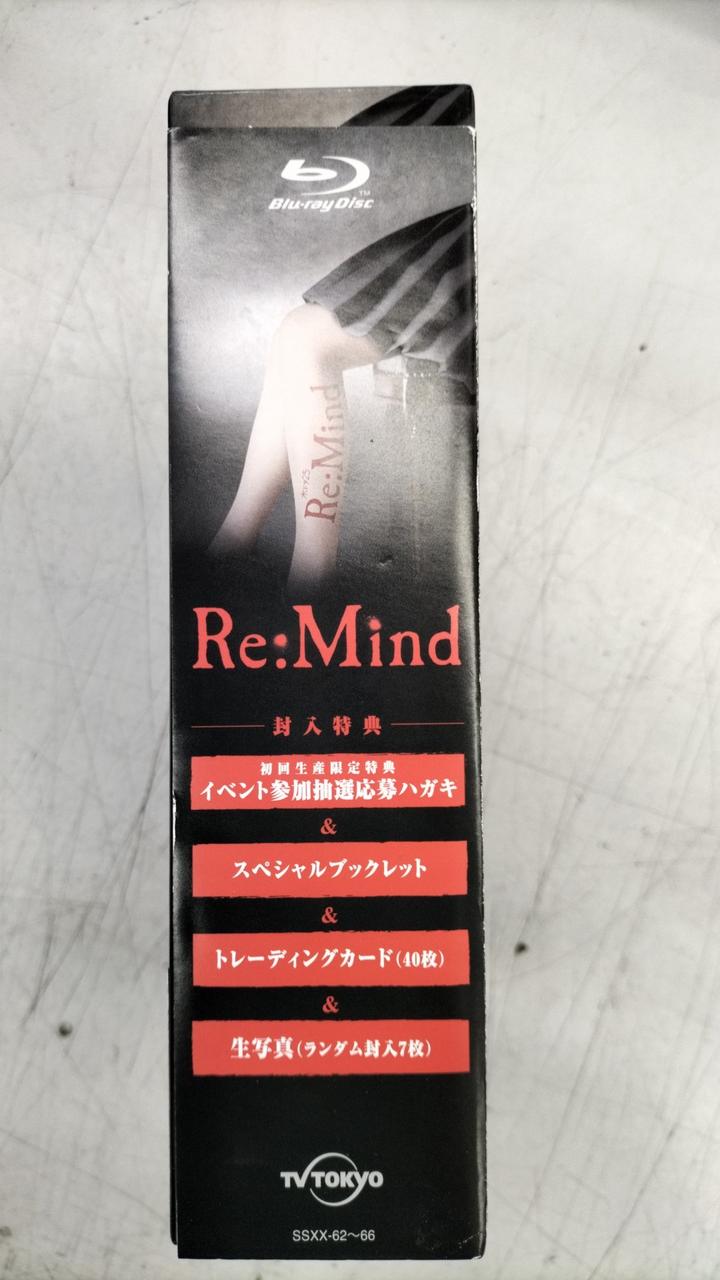 Blu-ray Disc
TM
Re:Mind
Re:Mind
封入特典
初回生産限定特典
イベント参加抽選応募ハガキ
&
スペシャルブックレット
&
トレーディングカード(40枚)
&
生写真(ランダム封入7枚)
TV TOKYO
SSXX-62〜66